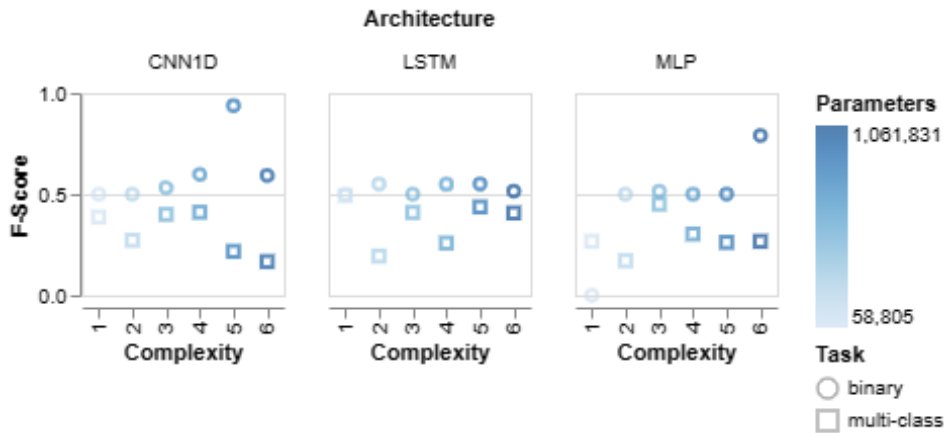 Architecture
CNN1D LSTM MLP
F-Score
1.0
0.5
0.0
1 2 3 4 5 6
Complexity
1 2 3 4 5 6
Complexity
1 2 3 4 5 6
Complexity
Parameters
1,061,831
58,805
Task
binary
multi-class